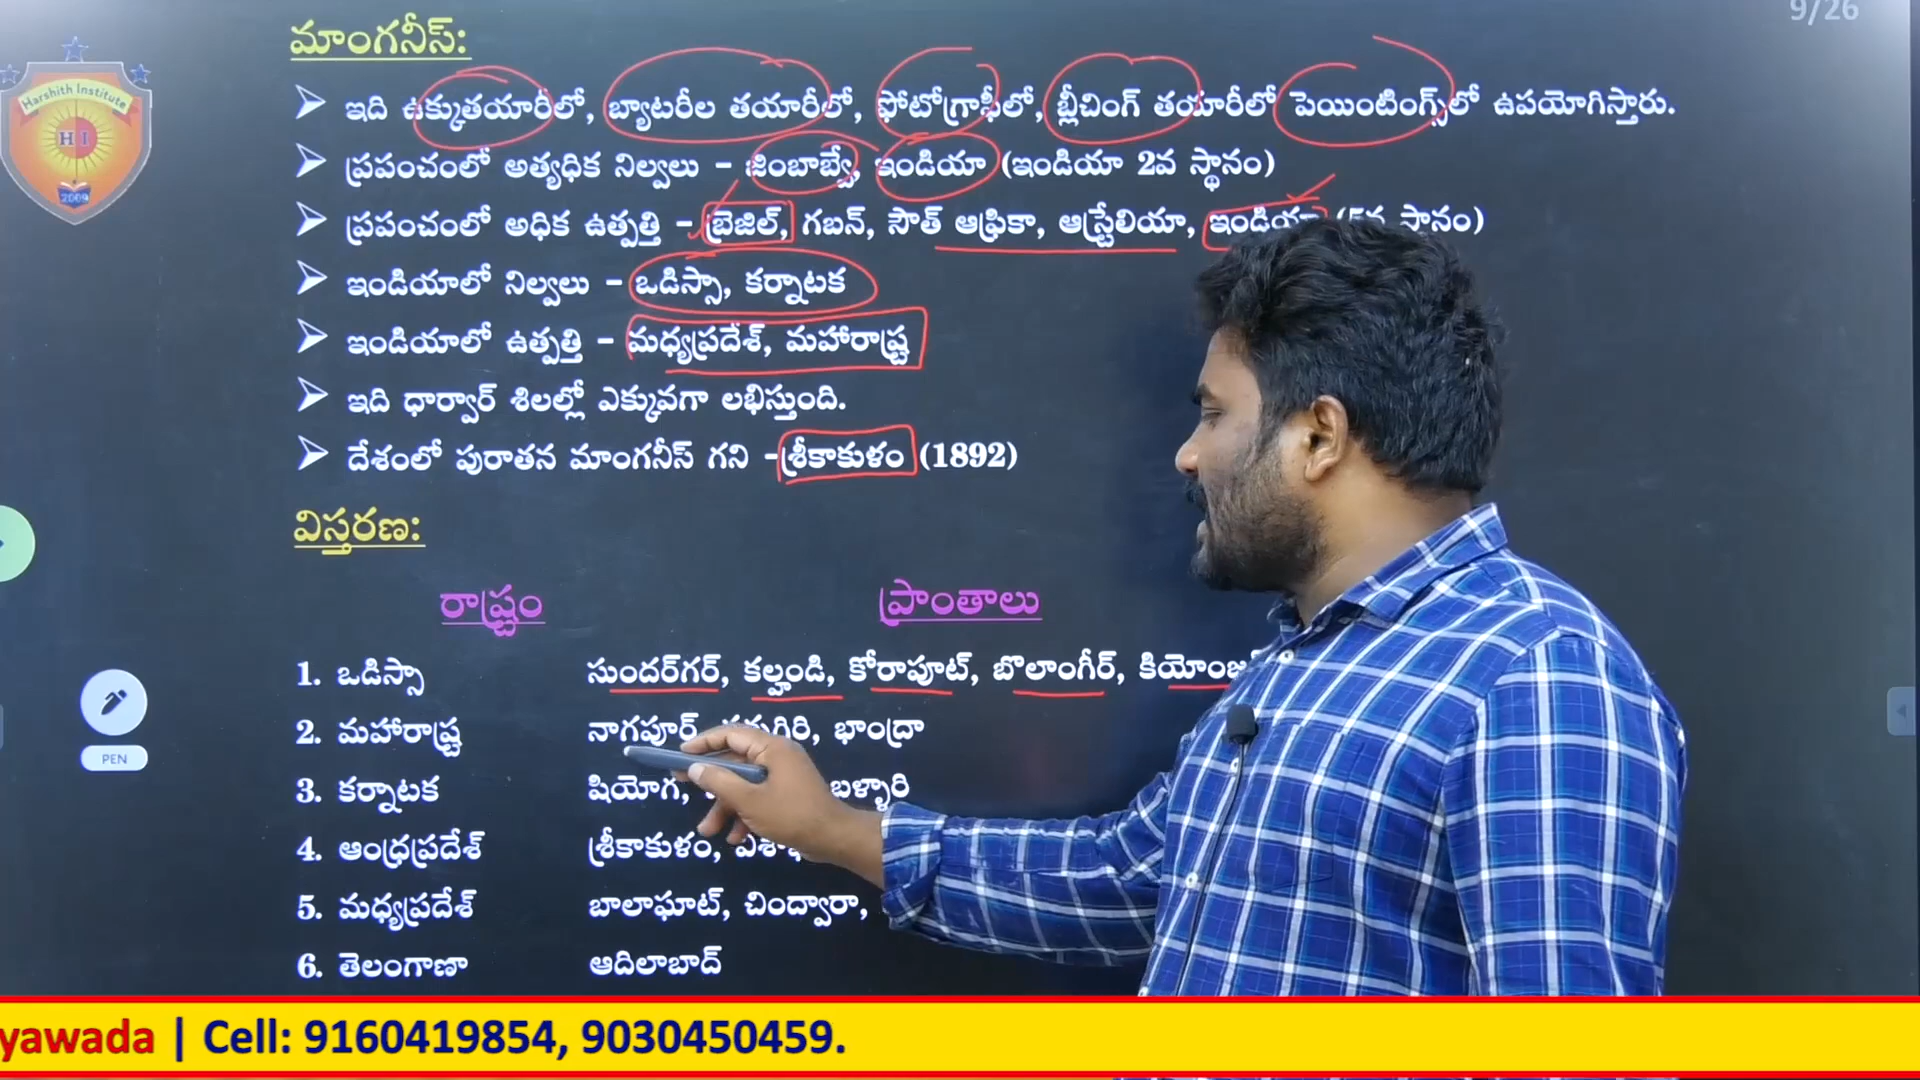 9/26
మాంగనీస్:
Harshith Institute
H I
2009
➤ ఇది ఉక్కుతయారీలో, బ్యాటరీల తయారీలో, ఫోటోగ్రాఫీలో, బ్లీచింగ్ తయారీలో పెయింటింగ్స్‌లో ఉపయోగిస్తారు.
➤ ప్రపంచంలో అత్యధిక నిల్వలు - జింబాబ్వే, ఇండియా (ఇండియా 2వ స్థానం)
➤ ప్రపంచంలో అధిక ఉత్పత్తి - బ్రెజిల్, గబన్, సౌత్ ఆఫ్రికా, ఆస్ట్రేలియా, ఇండియా (5వ స్థానం)
➤ ఇండియాలో నిల్వలు - ఒడిస్సా, కర్నాటక
➤ ఇండియాలో ఉత్పత్తి - మధ్యప్రదేశ్, మహారాష్ట్ర
➤ ఇది ధార్వార్ శిలల్లో ఎక్కువగా లభిస్తుంది.
➤ దేశంలో పురాతన మాంగనీస్ గని -శ్రీకాకుళం (1892)
విస్తరణ:
రాష్ట్రం ప్రాంతాలు
1. ఒడిస్సా సుందర్‌గర్, కల్హండి, కోరాపూట్, బొలాంగీర్,
2. మహారాష్ట్ర నాగపూర్, భాంద్రా
3. కర్నాటక షియోగ, బళ్ళారి
4. ఆంధ్రప్రదేశ్ శ్రీకాకుళం,
5. మధ్యప్రదేశ్ బాలాఘాట్, చింద్వారా,
6. తెలంగాణా ఆదిలాబాద్
PEN
yawada | Cell: 9160419854, 9030450459.